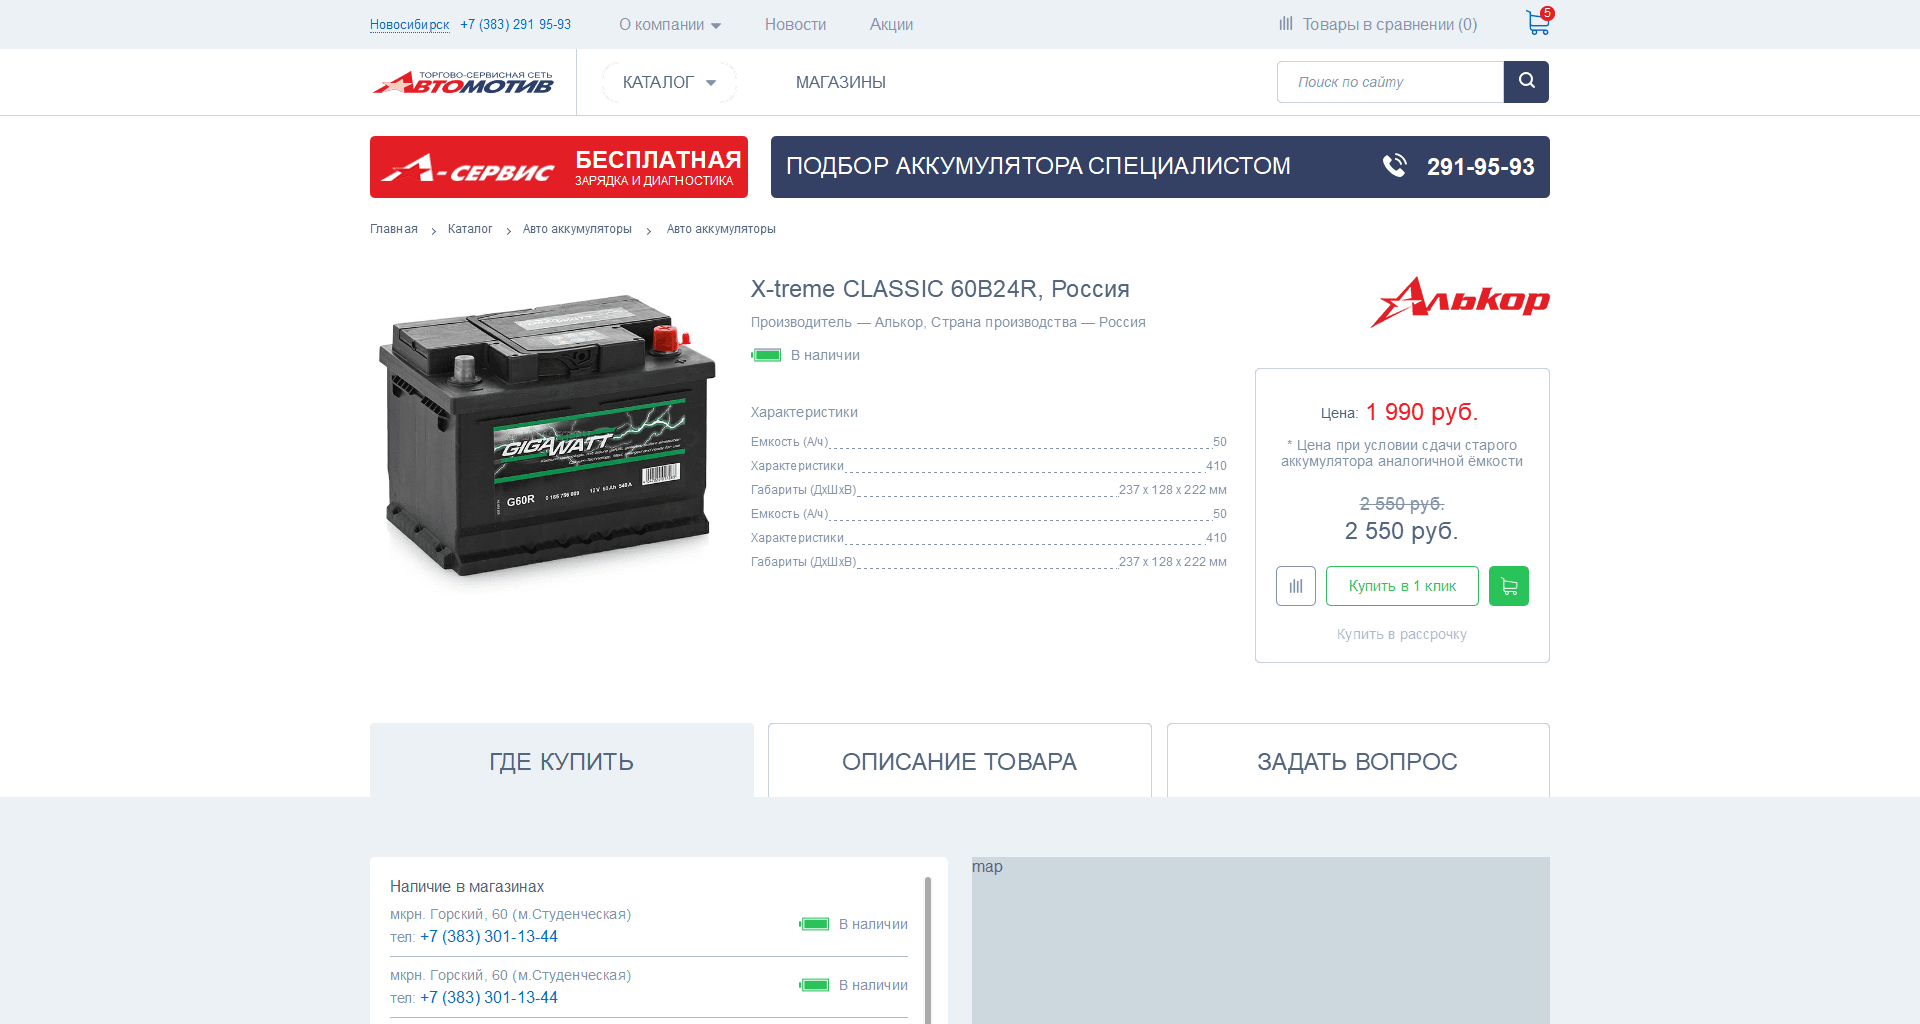 Новосибирск +7 (383) 291 95-93 О компании Новости Акции Товары в сравнении (0) 5
ТОРГОВО-СЕРВИСНАЯ СЕТЬ
АВТОМОТИВ
КАТАЛОГ МАГАЗИНЫ Поиск по сайту
А-СЕРВИС БЕСПЛАТНАЯ
ЗАРЯДКА И ДИАГНОСТИКА
ПОДБОР АККУМУЛЯТОРА СПЕЦИАЛИСТОМ 291-95-93
Главная Каталог Авто аккумуляторы Авто аккумуляторы
GIGAWATT
G60R
X-treme CLASSIC 60B24R, Россия
Производитель — Алькор, Страна производства — Россия
В наличии
Характеристики
Емкость (А/ч) 50
Характеристики 410
Габариты (ДхШхВ) 237 x 128 x 222 мм
Емкость (А/ч) 50
Характеристики 410
Габариты (ДхШхВ) 237 x 128 x 222 мм
Алькор
Цена: 1 990 руб.
* Цена при условии сдачи старого
аккумулятора аналогичной ёмкости
2 550 руб.
2 550 руб.
Купить в 1 клик
Купить в рассрочку
ГДЕ КУПИТЬ
ОПИСАНИЕ ТОВАРА
ЗАДАТЬ ВОПРОС
Наличие в магазинах
мкрн. Горский, 60 (м.Студенческая)
тел: +7 (383) 301-13-44
В наличии
мкрн. Горский, 60 (м.Студенческая)
тел: +7 (383) 301-13-44
В наличии
map